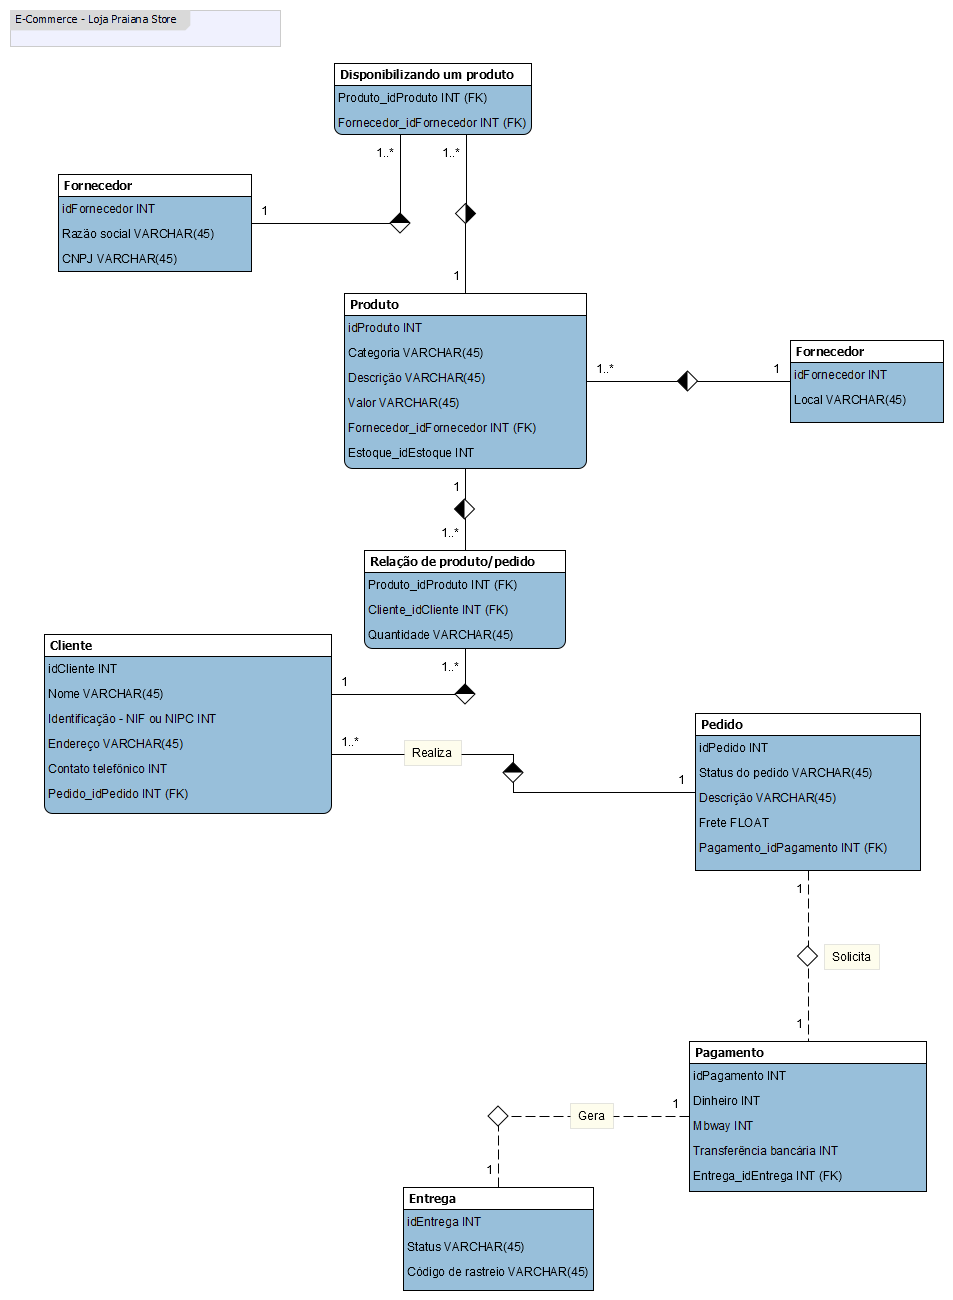 E-Commerce - Loja Praiana Store
Disponibilizando um produto
Produto_idProduto INT (FK)
Fornecedor_idFornecedor INT (FK)
1..*
1..*
Fornecedor
idFornecedor INT
Razão social VARCHAR(45)
CNPJ VARCHAR(45)
1
1
Produto
idProduto INT
Categoria VARCHAR(45)
Descrição VARCHAR(45)
Valor VARCHAR(45)
Fornecedor_idFornecedor INT (FK)
Estoque_idEstoque INT
1..*
1
Fornecedor
idFornecedor INT
Local VARCHAR(45)
1
1..*
Relação de produto/pedido
Produto_idProduto INT (FK)
Cliente_idCliente INT (FK)
Quantidade VARCHAR(45)
1..*
Cliente
idCliente INT
Nome VARCHAR(45)
Identificação - NIF ou NIPC INT
Endereço VARCHAR(45)
Contato telefônico INT
Pedido_idPedido INT (FK)
1
1..*
Realiza
1
Pedido
idPedido INT
Status do pedido VARCHAR(45)
Descrição VARCHAR(45)
Frete FLOAT
Pagamento_idPagamento INT (FK)
1
Solicita
1
Pagamento
idPagamento INT
Dinheiro INT
Mbway INT
Transferência bancária INT
Entrega_idEntrega INT (FK)
1
Gera
1
Entrega
idEntrega INT
Status VARCHAR(45)
Código de rastreio VARCHAR(45)